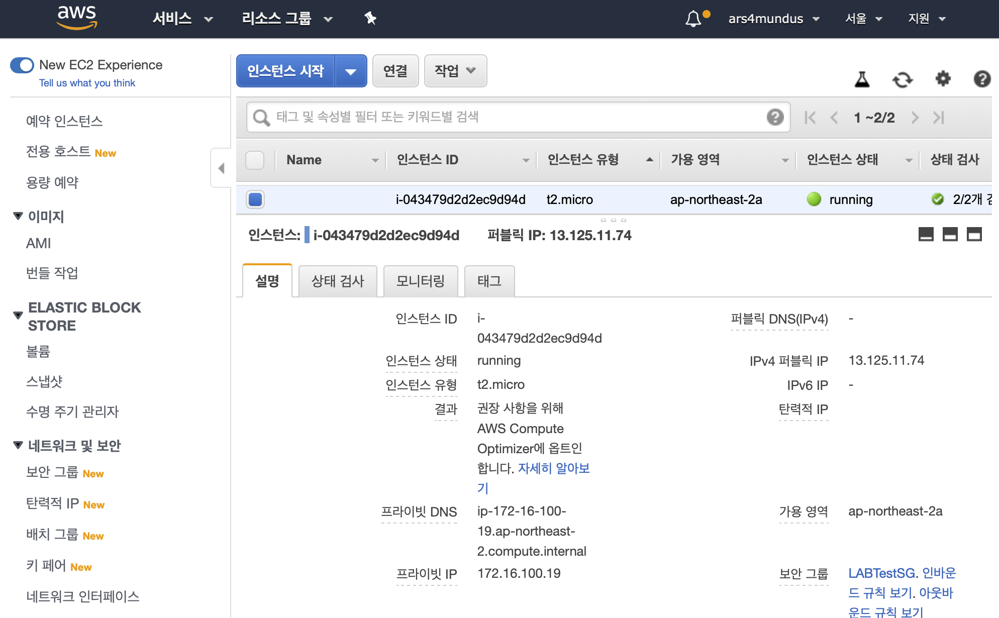 aws 서비스 리소스 그룹 ars4mundus 서울 지원
New EC2 Experience
Tell us what you think
예약 인스턴스
전용 호스트 New
용량 예약
이미지
AMI
번들 작업
ELASTIC BLOCK
STORE
볼륨
스냅샷
수명 주기 관리자
네트워크 및 보안
보안 그룹 New
탄력적 IP New
배치 그룹 New
키 페어 New
네트워크 인터페이스
인스턴스 시작 연결 작업
태그 및 속성별 필터 또는 키워드별 검색 1 ~2/2
Name 인스턴스 ID 인스턴스 유형 가용 영역 인스턴스 상태 상태 검사
i-043479d2d2ec9d94d t2.micro ap-northeast-2a running 2/2개
인스턴스: i-043479d2d2ec9d94d 퍼블릭 IP: 13.125.11.74
설명 상태 검사 모니터링 태그
인스턴스 ID i-
043479d2d2ec9d94d
퍼블릭 DNS(IPv4) -
인스턴스 상태 running
IPv4 퍼블릭 IP 13.125.11.74
인스턴스 유형 t2.micro
IPv6 IP -
결과 권장 사항을 위해
AWS Compute
Optimizer에 옵트인
합니다. 자세히 알아보
기
탄력적 IP
프라이빗 DNS ip-172-16-100-
19.ap-northeast-
2.compute.internal
가용 영역 ap-northeast-2a
프라이빗 IP 172.16.100.19
보안 그룹 LABTestSG. 인바운
드 규칙 보기. 아웃바
운드 규칙 보기